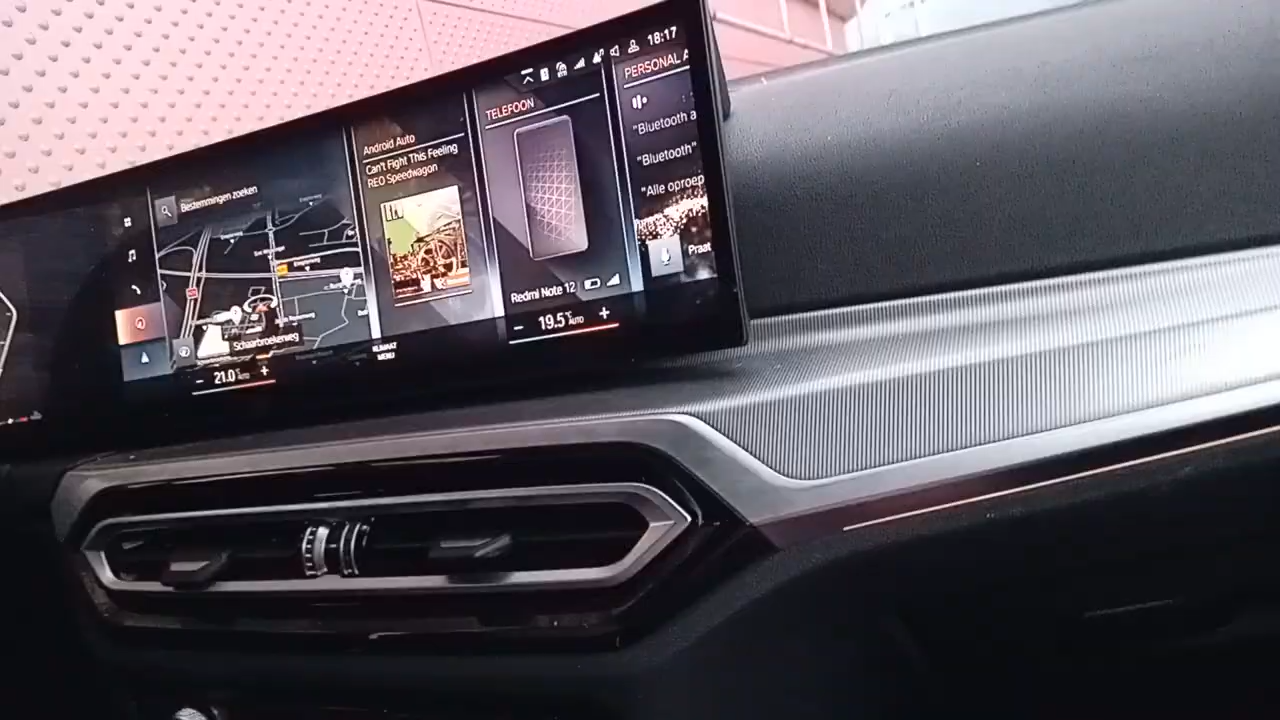 18:17
Bestemmingen zoeken
Schaarbroekerweg
21.0
AUTO
KLIMAAT
MENU
Android Auto
Can't Fight This Feeling
REO Speedwagon
TELEFOON
Redmi Note 12
19.5°C
AUTO
PERSONAL A
"Bluetooth a
"Bluetooth"
"Alle oproep
Praat